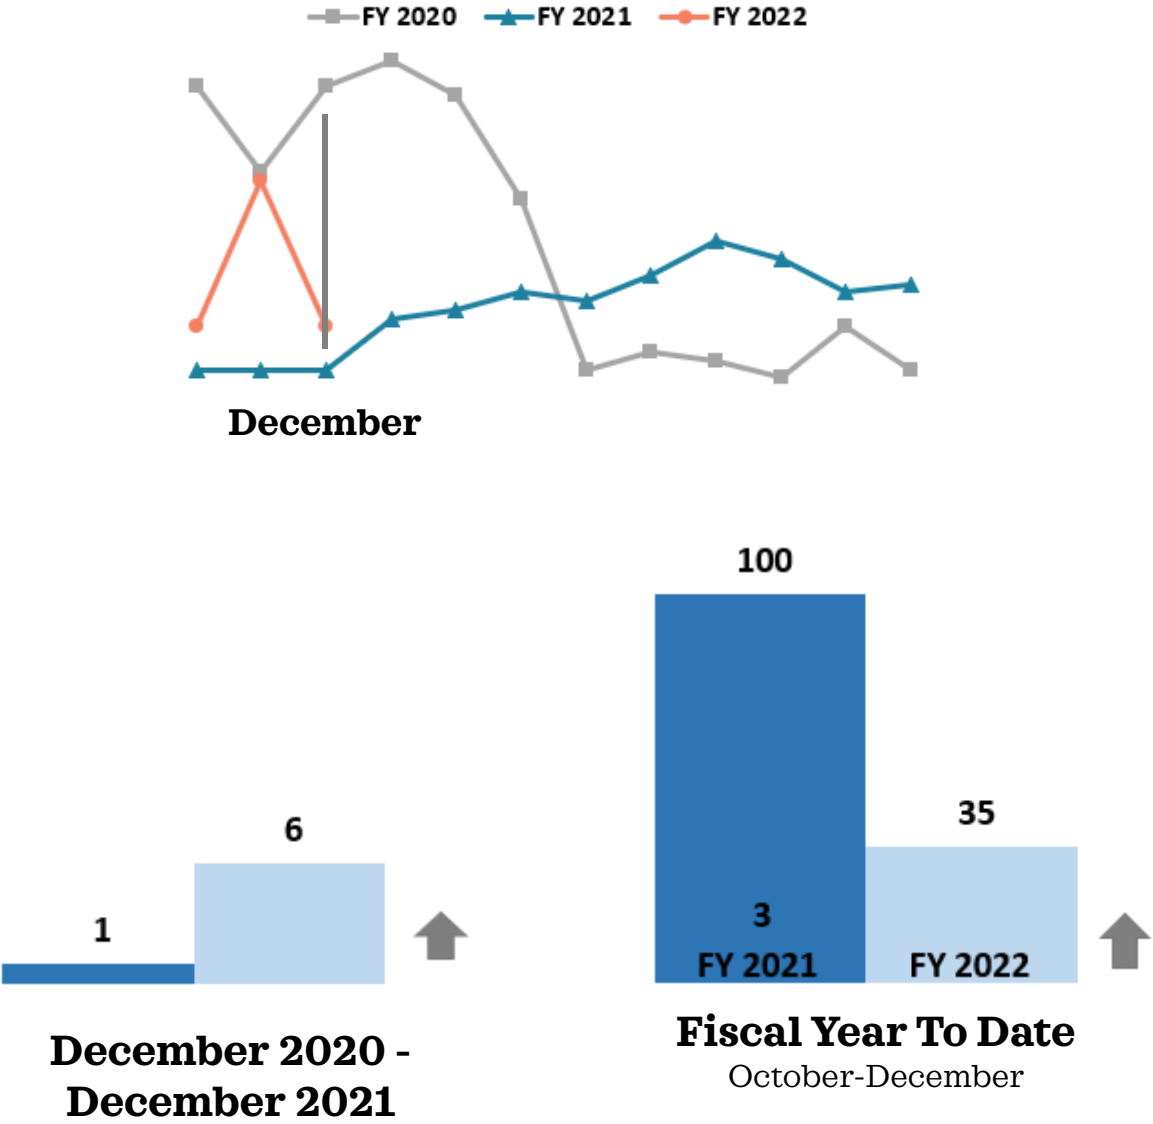 FY 2020 FY 2021 FY 2022
December
1
6
December 2020 -
December 2021
100
35
3
FY 2021 FY 2022
Fiscal Year To Date
October-December